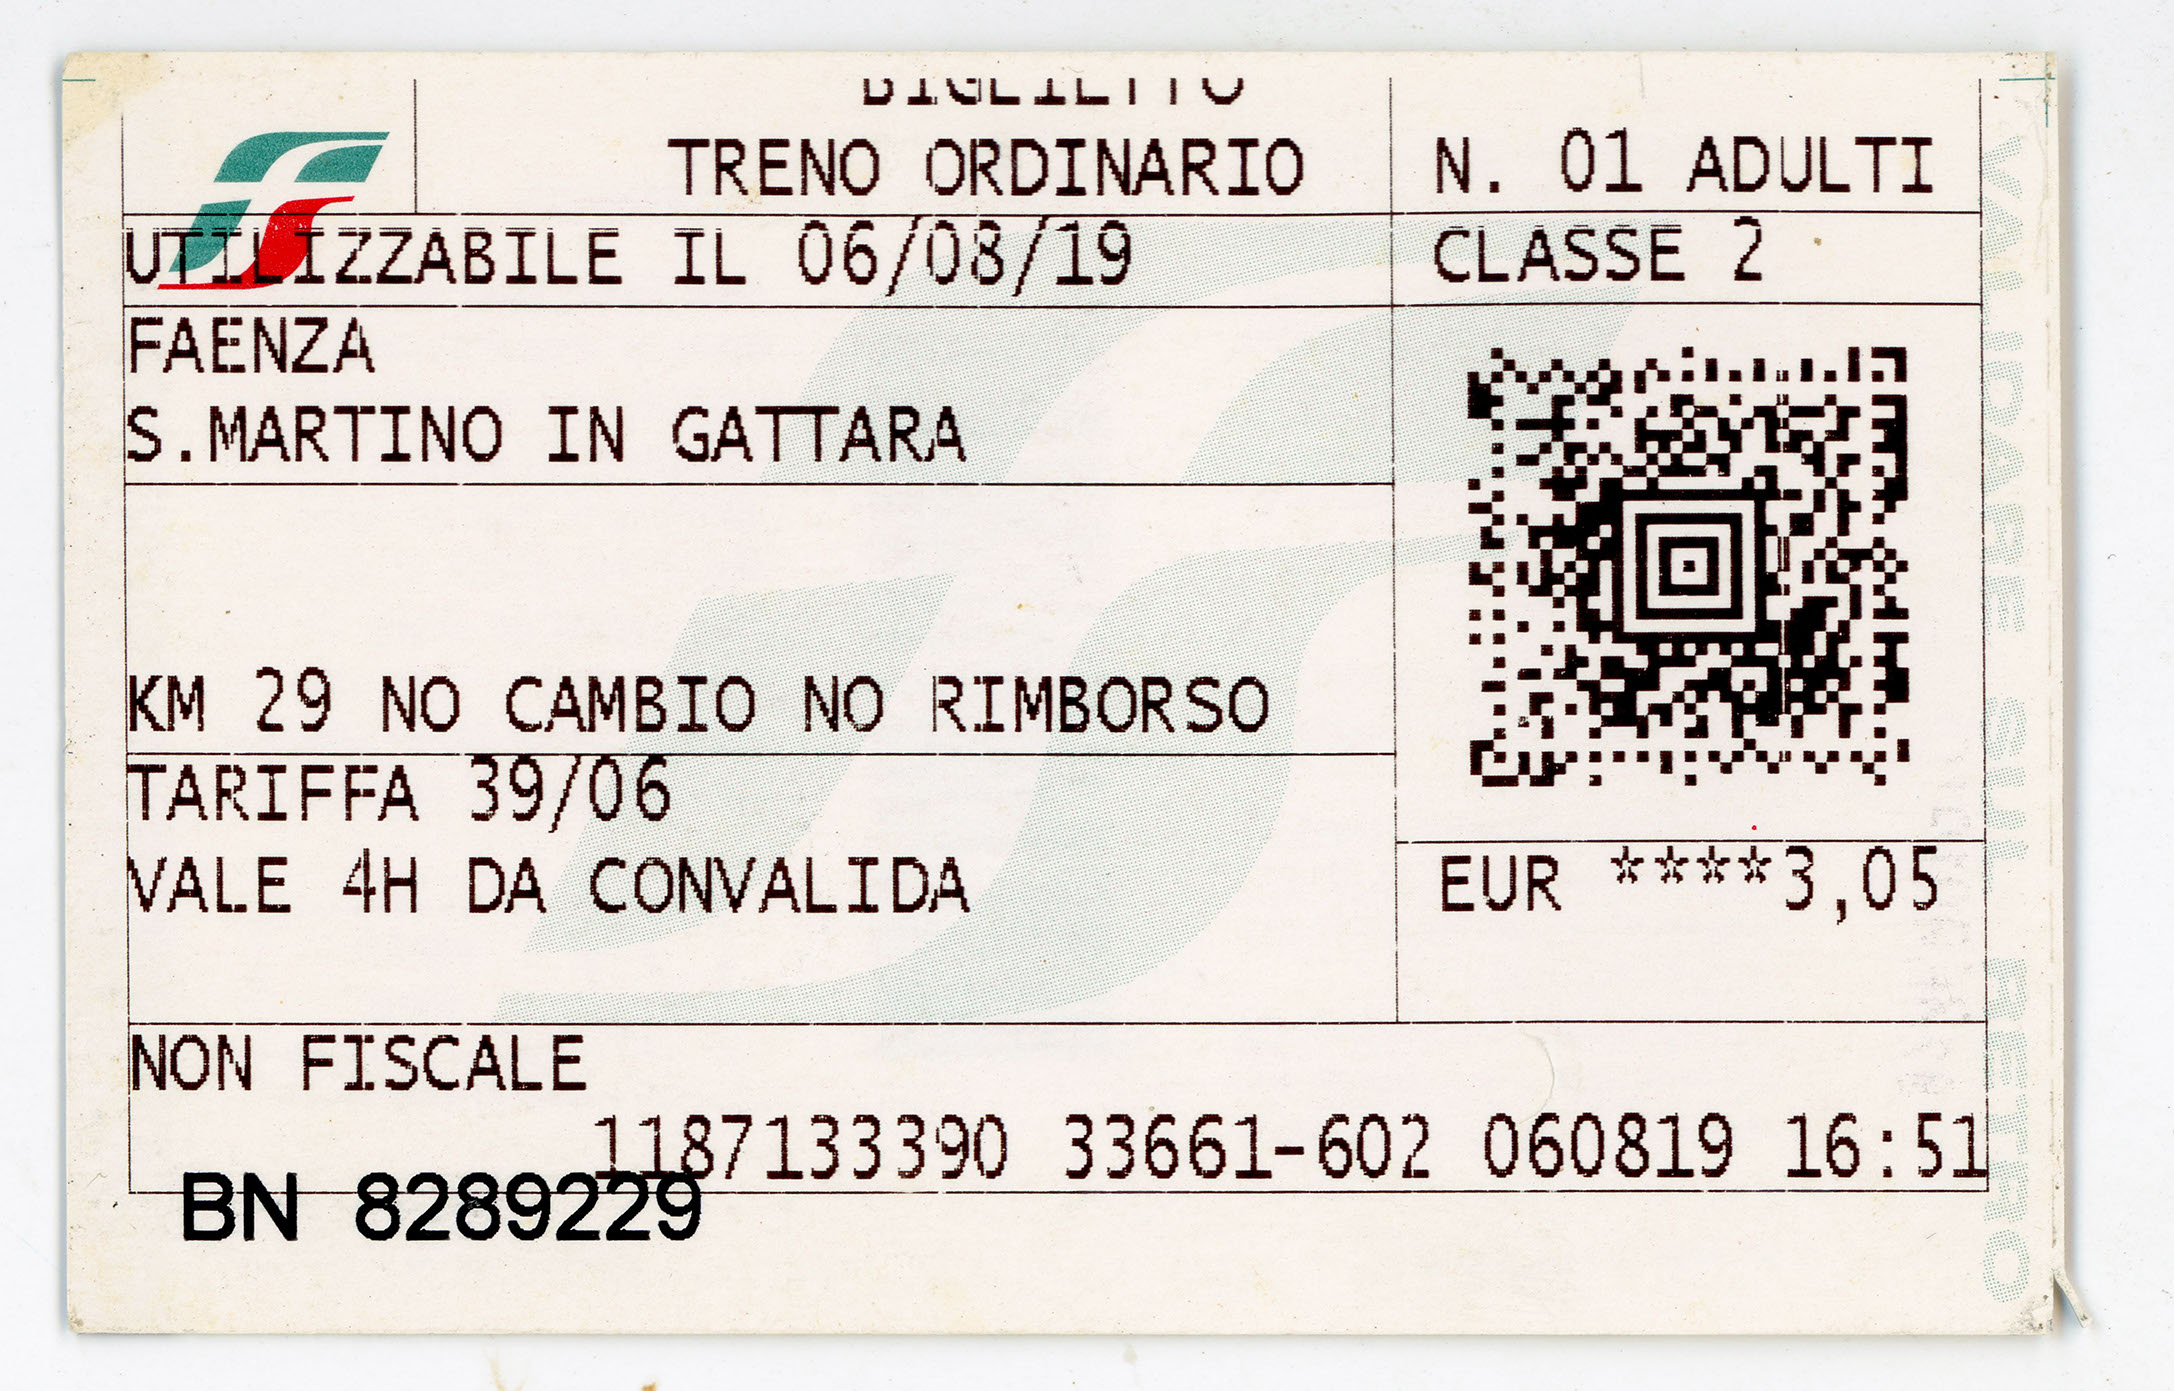 BIGLIETTO
TRENO ORDINARIO
N. 01 ADULTI
UTILIZZABILE IL 06/08/19
CLASSE 2
FAENZA
S.MARTINO IN GATTARA
KM 29 NO CAMBIO NO RIMBORSO
TARIFFA 39/06
VALE 4H DA CONVALIDA
EUR ****3,05
NON FISCALE
1187133390 33661-602 060819 16:51
BN 8289229
VALIDARE SUL RETRO